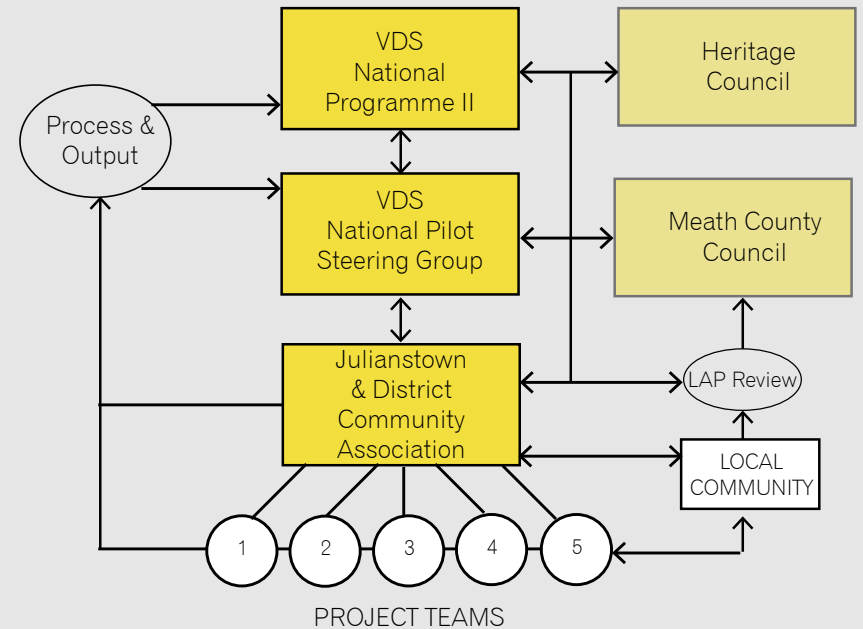 VDS
National
Programme II
Heritage
Council
Process &
Output
VDS
National Pilot
Steering Group
Meath County
Council
Julianstown
& District
Community
Association
LAP Review
LOCAL
COMMUNITY
1
2
3
4
5
PROJECT TEAMS